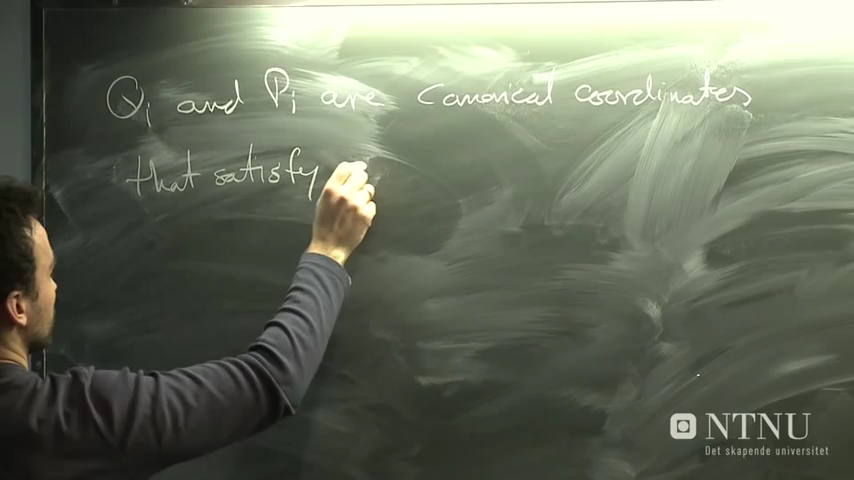 Qi and Pi are canonical coordinates
that satisfy
NTNU
Det skapende universitet